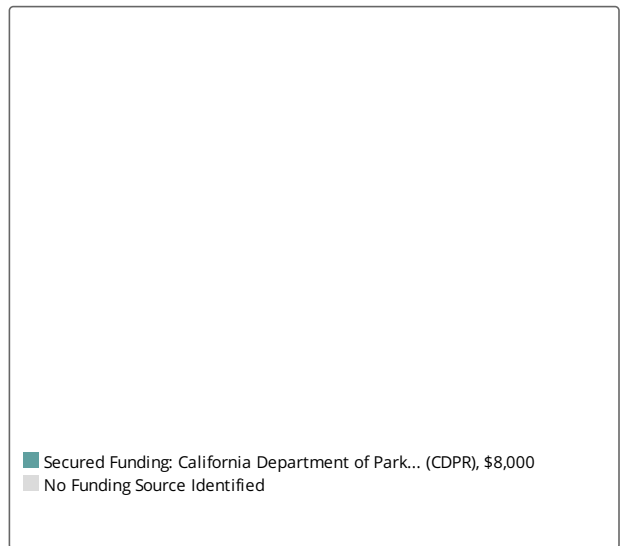 Secured Funding: California Department of Park... (CDPR), $8,000
No Funding Source Identified